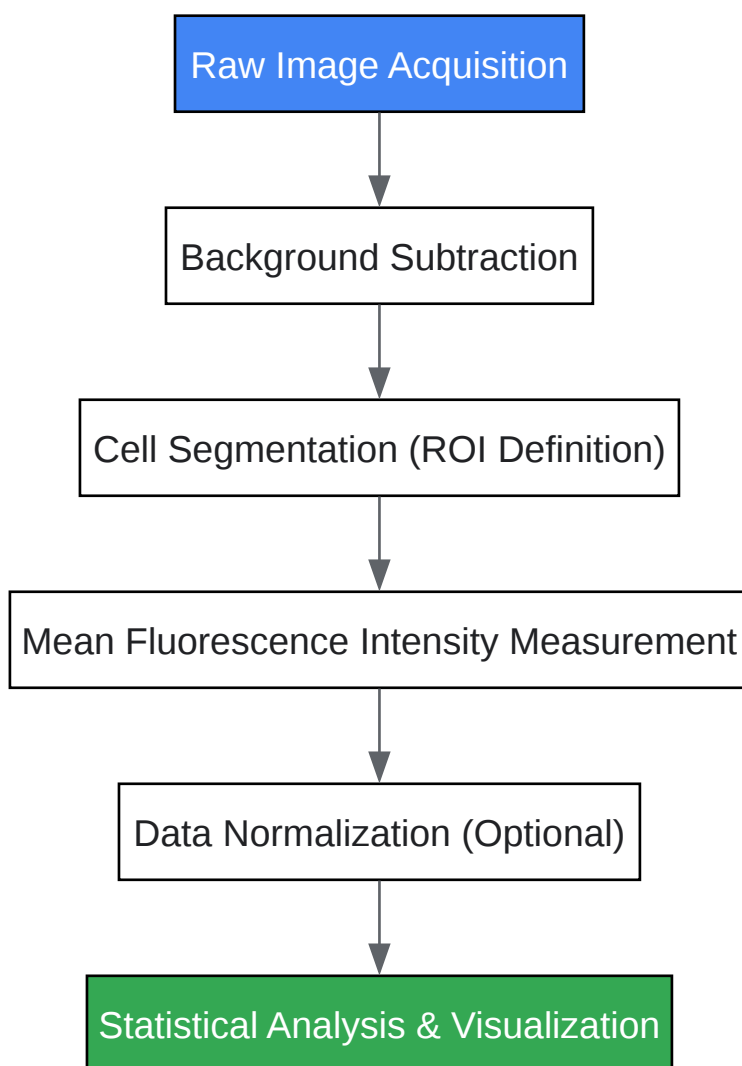 Raw Image Acquisition
Background Subtraction
Cell Segmentation (ROI Definition)
Mean Fluorescence Intensity Measurement
Data Normalization (Optional)
Statistical Analysis & Visualization